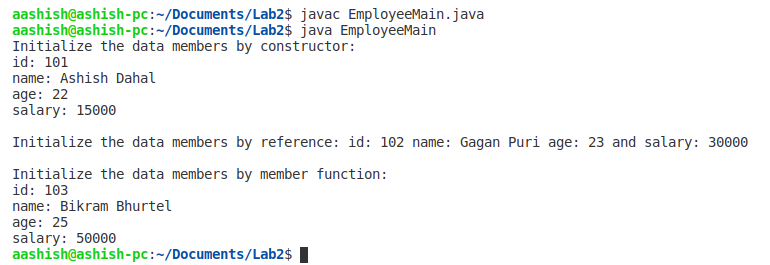 aashish@ashish-pc:~/Documents/Lab2$ javac EmployeeMain.java
aashish@ashish-pc:~/Documents/Lab2$ java EmployeeMain
Initialize the data members by constructor:
id: 101
name: Ashish Dahal
age: 22
salary: 15000
Initialize the data members by reference: id: 102 name: Gagan Puri age: 23 and salary: 30000
Initialize the data members by member function:
id: 103
name: Bikram Bhurtel
age: 25
salary: 50000
aashish@ashish-pc:~/Documents/Lab2$